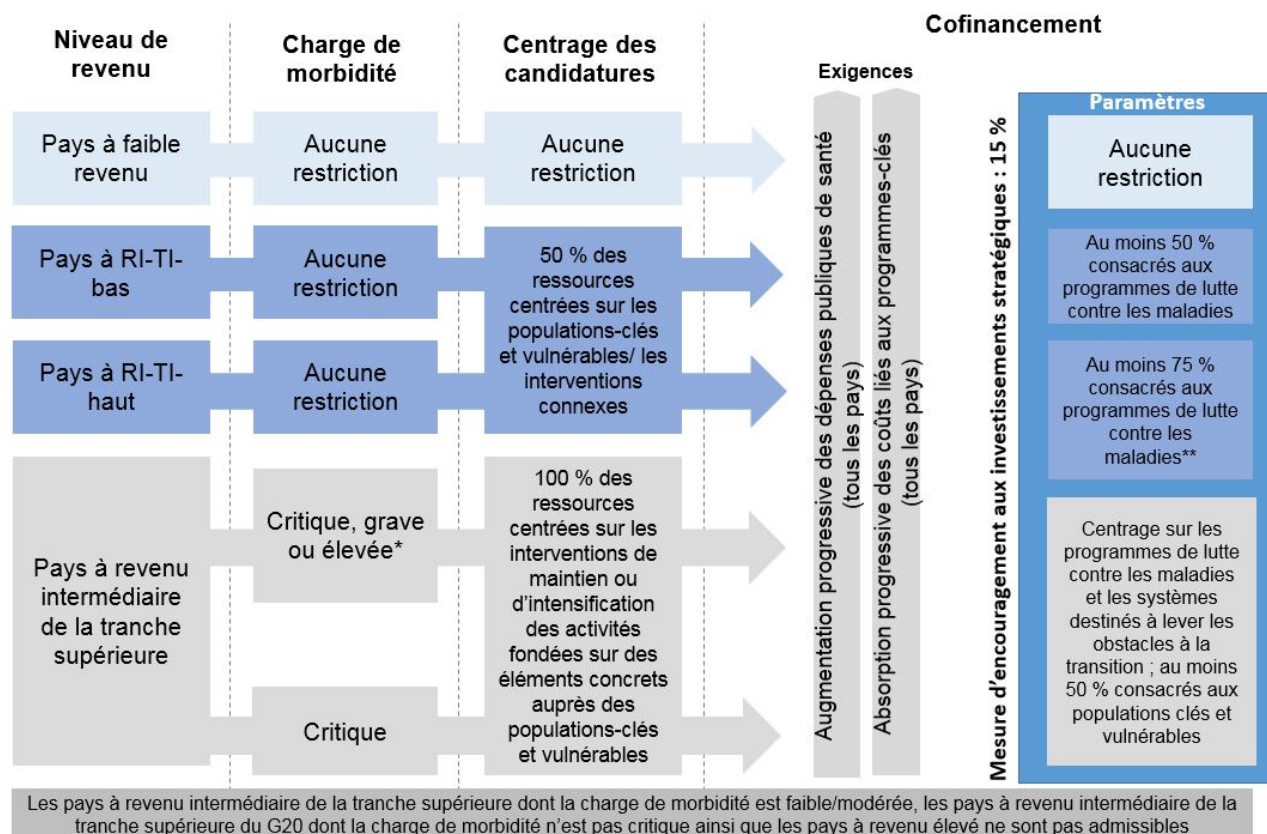 Niveau de
revenu
Charge de
morbidité
Centrage des
candidatures
Cofinancement
Exigences
Paramètres
Pays à faible
revenu
Aucune
restriction
Aucune
restriction
Pays à RI-TI-
bas
Aucune
restriction
50 % des
ressources
centrées sur les
populations-clés
et vulnérables/ les
interventions
connexes
Pays à RI-TI-
haut
Aucune
restriction
Pays à revenu
intermédiaire
de la tranche
supérieure
Critique, grave
ou élevée*
Critique
100 % des
ressources
centrées sur les
interventions de
maintien ou
d’intensification
des activités
fondées sur des
éléments concrets
auprès des
populations-clés
et vulnérables
Augmentation progressive des dépenses publiques de santé
(tous les pays)
Absorption progressive des coûts liés aux programmes-clés
(tous les pays)
Mesure d’encouragement aux investissements stratégiques : 15 %
Aucune
restriction
Au moins 50 %
consacrés aux
programmes de lutte
contre les maladies
Au moins 75 %
consacrés aux
programmes de lutte
contre les
maladies**
Centrage sur les
programmes de lutte
contre les maladies
et les systèmes
destinés à lever les
obstacles à la
transition ; au moins
50 % consacrés aux
populations clés et
vulnérables
Les pays à revenu intermédiaire de la tranche supérieure dont la charge de morbidité est faible/modérée, les pays à revenu intermédiaire de la
tranche supérieure du G20 dont la charge de morbidité n’est pas critique ainsi que les pays à revenu élevé ne sont pas admissibles